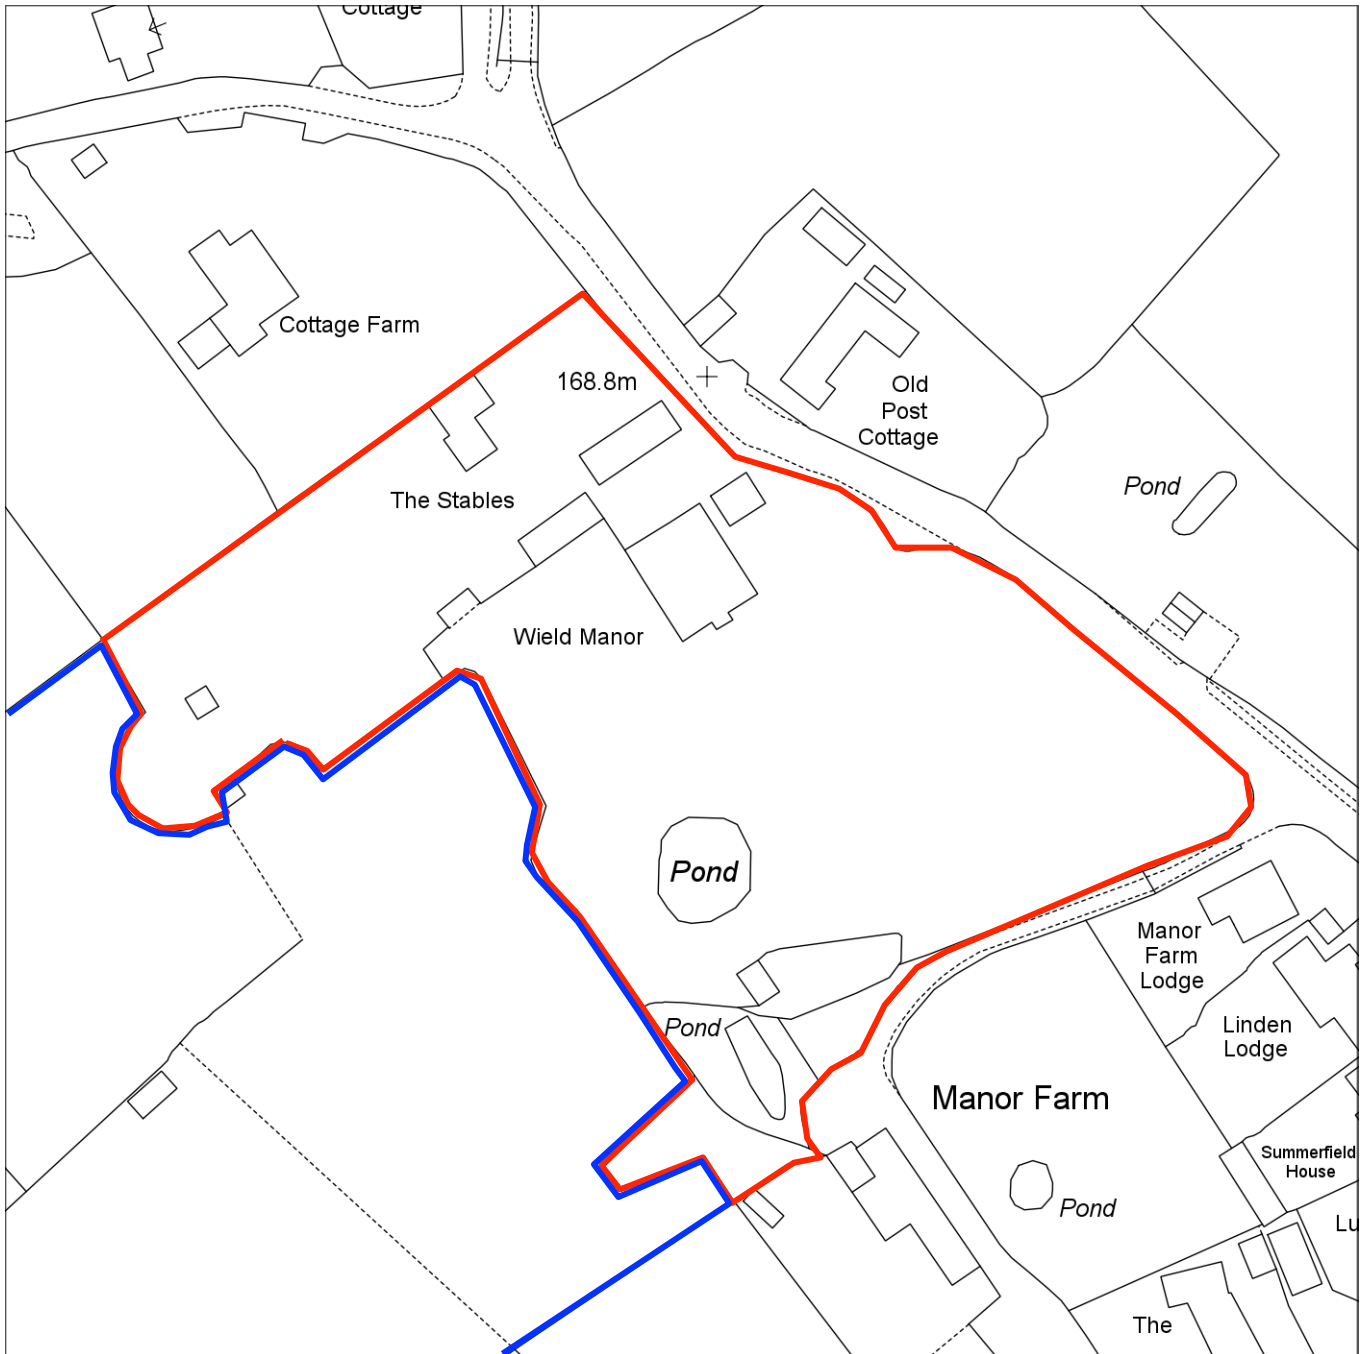 Cottage
Cottage Farm
168.8m
Old
Post
Cottage
The Stables
Pond
Wield Manor
Pond
Manor
Farm
Lodge
Pond
Linden
Lodge
Manor Farm
Summerfield
House
Pond
Lu
The